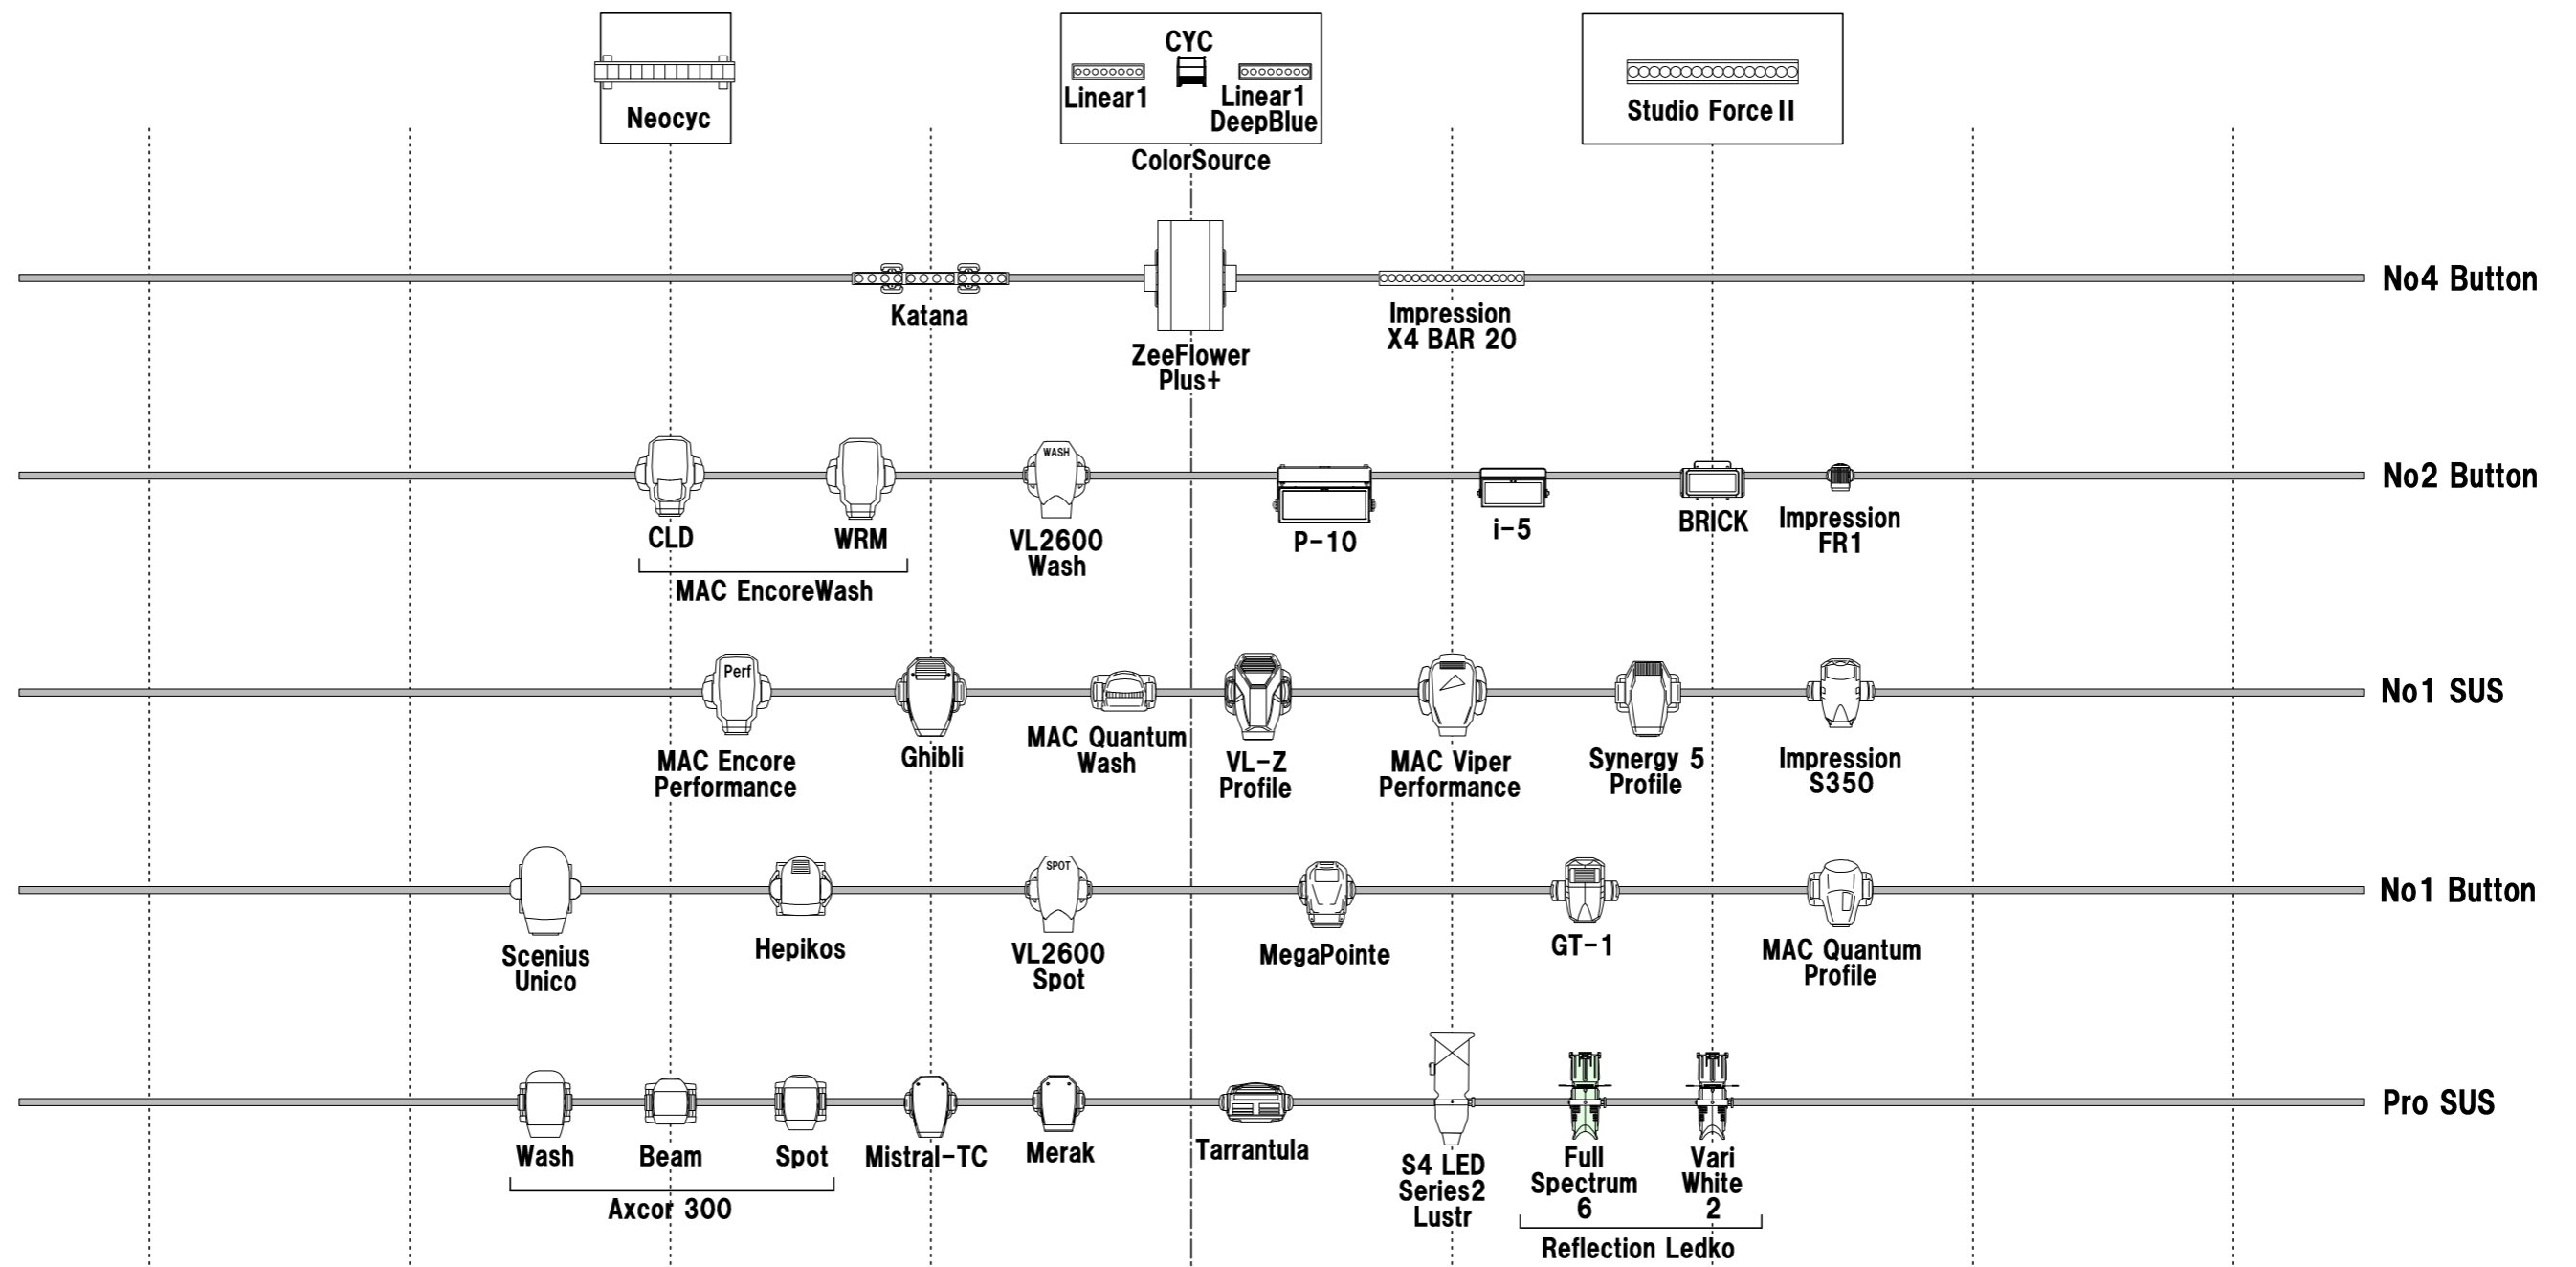 Neocyc
CYC
Linear1
Linear1
DeepBlue
ColorSource
Studio ForceⅡ
Katana
ZeeFlower
Plus+
Impression
X4 BAR 20
No4 Button
WASH
CLD
WRM
MAC EncoreWash
VL2600
Wash
P-10
i-5
BRICK
Impression
FR1
No2 Button
Perf
MAC Encore
Performance
Ghibli
MAC Quantum
Wash
VL-Z
Profile
MAC Viper
Performance
Synergy 5
Profile
Impression
S350
No1 SUS
SPOT
Scenius
Unico
Hepikos
VL2600
Spot
MegaPointe
GT-1
MAC Quantum
Profile
No1 Button
Wash
Beam
Spot
Axcor 300
Mistral-TC
Merak
Tarrantula
S4 LED
Series2
Lustr
Full
Spectrum
6
Vari
White
2
Reflection Ledko
Pro SUS